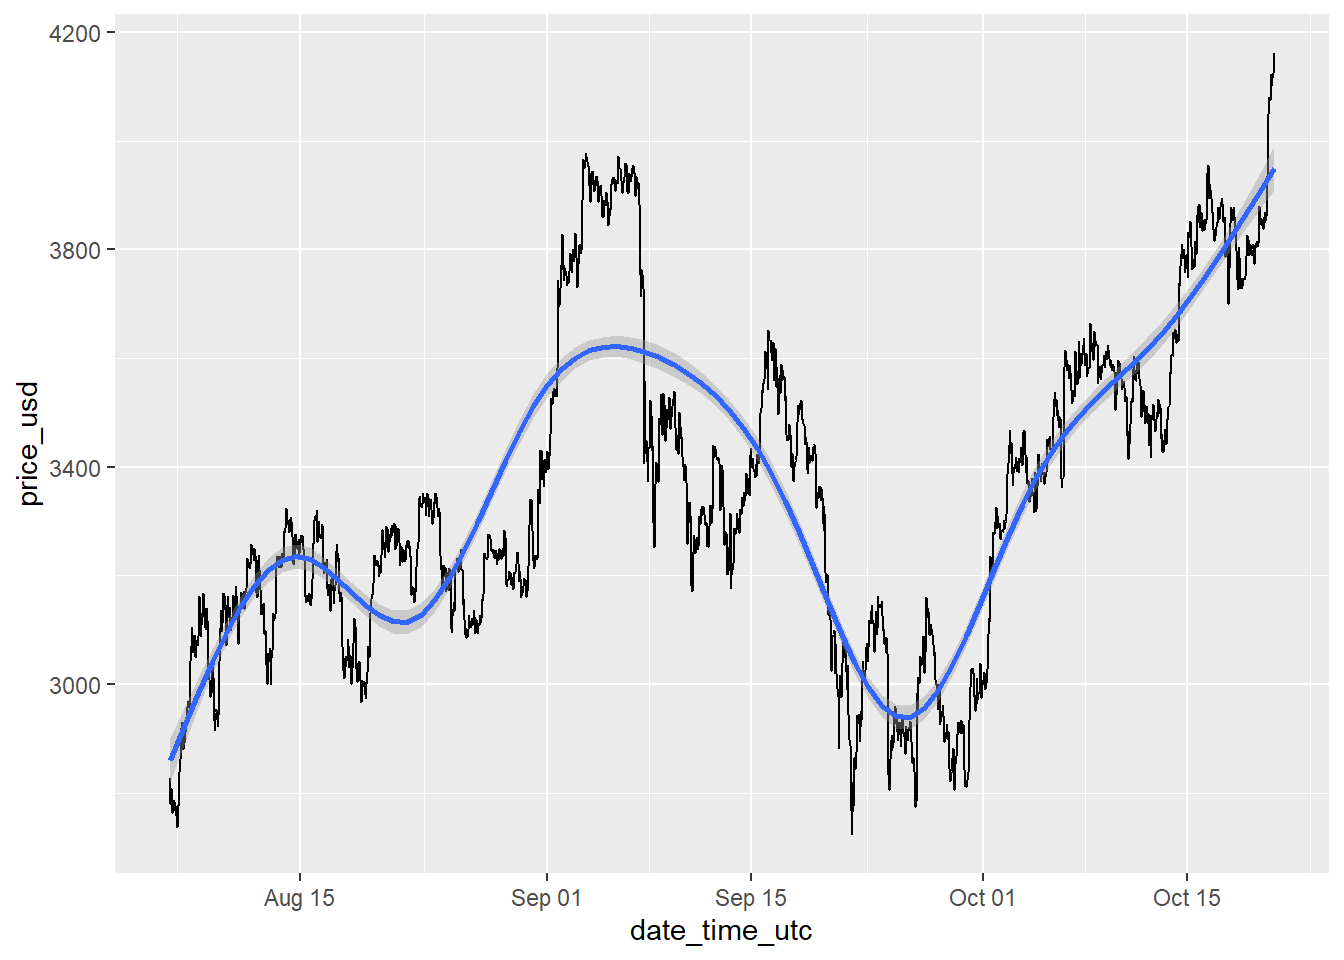 4200
3800
3400
3000
price_usd
Aug 15
Sep 01
Sep 15
Oct 01
Oct 15
date_time_utc